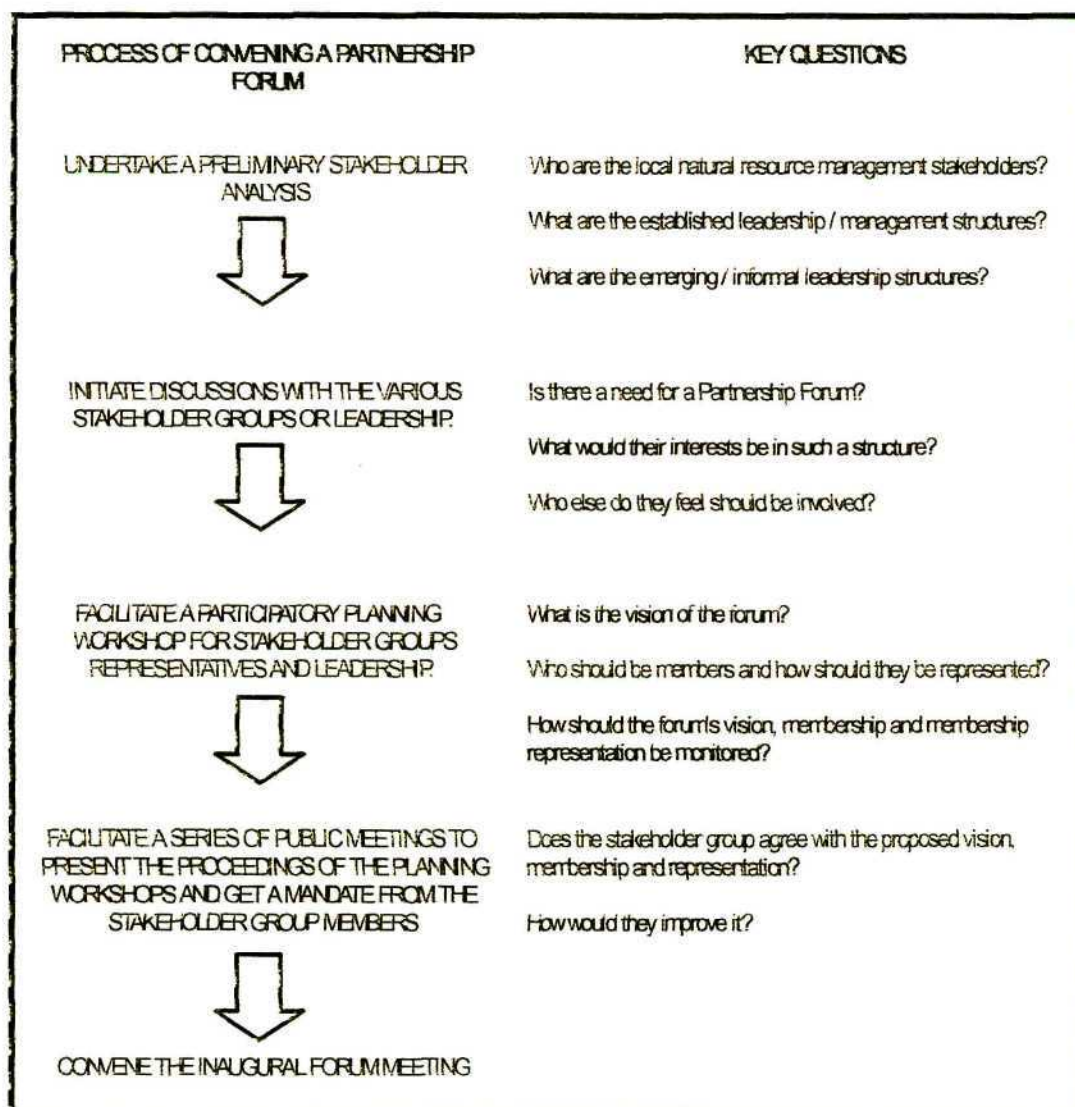 PROCESS OF CONVENING A PARTNERSHIP
FORUM
KEY QUESTIONS
UNDERTAKE A PRELIMINARY STAKEHOLDER
ANALYSIS
Who are the local natural resource management stakeholders?
What are the established leadership / management structures?
What are the emerging / informal leadership structures?
INITIATE DISCUSSIONS WITH THE VARIOUS
STAKEHOLDER GROUPS OR LEADERSHIP.
Is there a need for a Partnership Forum?
What would their interests be in such a structure?
Who else do they feel should be involved?
FACILITATE A PARTICIPATORY PLANNING
WORKSHOP FOR STAKEHOLDER GROUPS
REPRESENTATIVES AND LEADERSHIP.
What is the vision of the forum?
Who should be members and how should they be represented?
How should the forum's vision, membership and membership
representation be monitored?
FACILITATE A SERIES OF PUBLIC MEETINGS TO
PRESENT THE PROCEEDINGS OF THE PLANNING
WORKSHOPS AND GET A MANDATE FROM THE
STAKEHOLDER GROUP MEMBERS
Does the stakeholder group agree with the proposed vision,
membership and representation?
How would they improve it?
CONVENE THE INAUGURAL FORUM MEETING